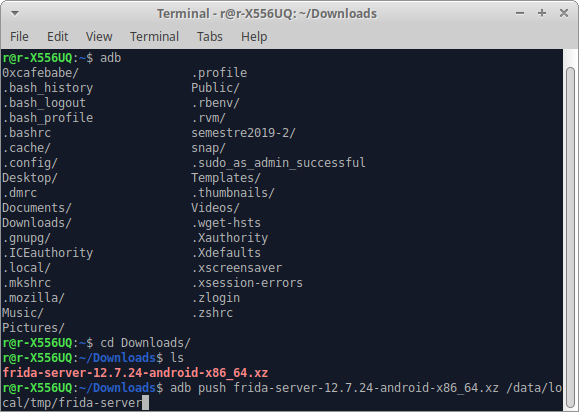 Terminal - r@r-X556UQ: ~/Downloads
File Edit View Terminal Tabs Help
r@r-X556UQ:~$ adb
0xcafebabe/ .profile
.bash_history Public/
.bash_logout .rbenv/
.bash_profile .rvm/
.bashrc semestre2019-2/
.cache/ snap/
.config/ .sudo_as_admin_successful
Desktop/ Templates/
.dmrc .thumbnails/
Documents/ Videos/
Downloads/ .wget-hsts
.gnupg/ .Xauthority
.ICEauthority .Xdefaults
.local/ .xscreensaver
.mkshrc .xsession-errors
.mozilla/ .zlogin
Music/ .zshrc
Pictures/
r@r-X556UQ:~$ cd Downloads/
r@r-X556UQ:~/Downloads$ ls
frida-server-12.7.24-android-x86_64.xz
r@r-X556UQ:~/Downloads$ adb push frida-server-12.7.24-android-x86_64.xz /data/lo
cal/tmp/frida-server